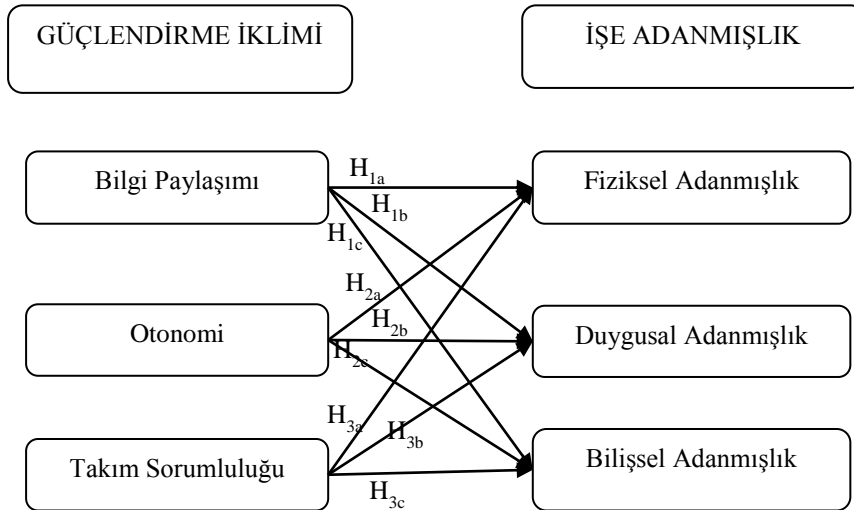 GÜÇLENDİRME İKLİMİ
İŞE ADANMIŞLIK
Bilgi Paylaşımı
H1a
Fiziksel Adanmışlık
H1b
H1c
H2a
Otonomi
H2b
Duygusal Adanmışlık
H2c
H3a
H3b
Takım Sorumluluğu
Bilişsel Adanmışlık
H3c